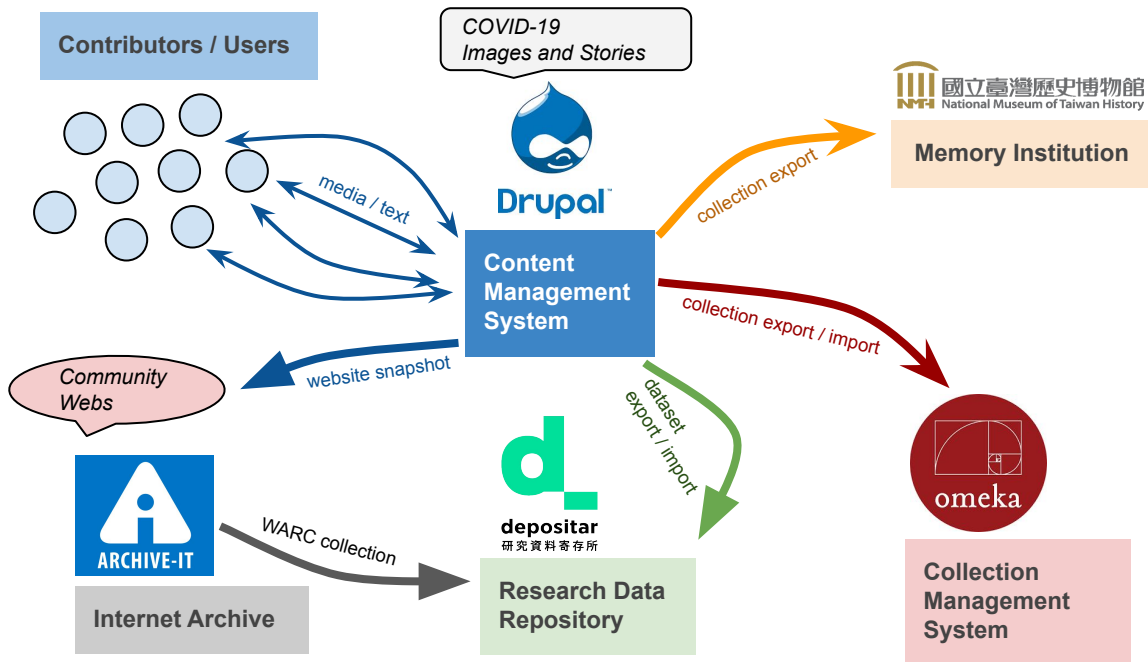 Contributors / Users
COVID-19
Images and Stories
Drupal™
國立臺灣歷史博物館
NMTH
National Museum of Taiwan History
Memory Institution
media / text
collection export
Content
Management
System
collection export / import
website snapshot
Community
Webs
dataset
export / import
ARCHIVE-IT
Internet Archive
WARC collection
depositar
研究資料寄存所
Research Data
Repository
omeka
Collection
Management
System